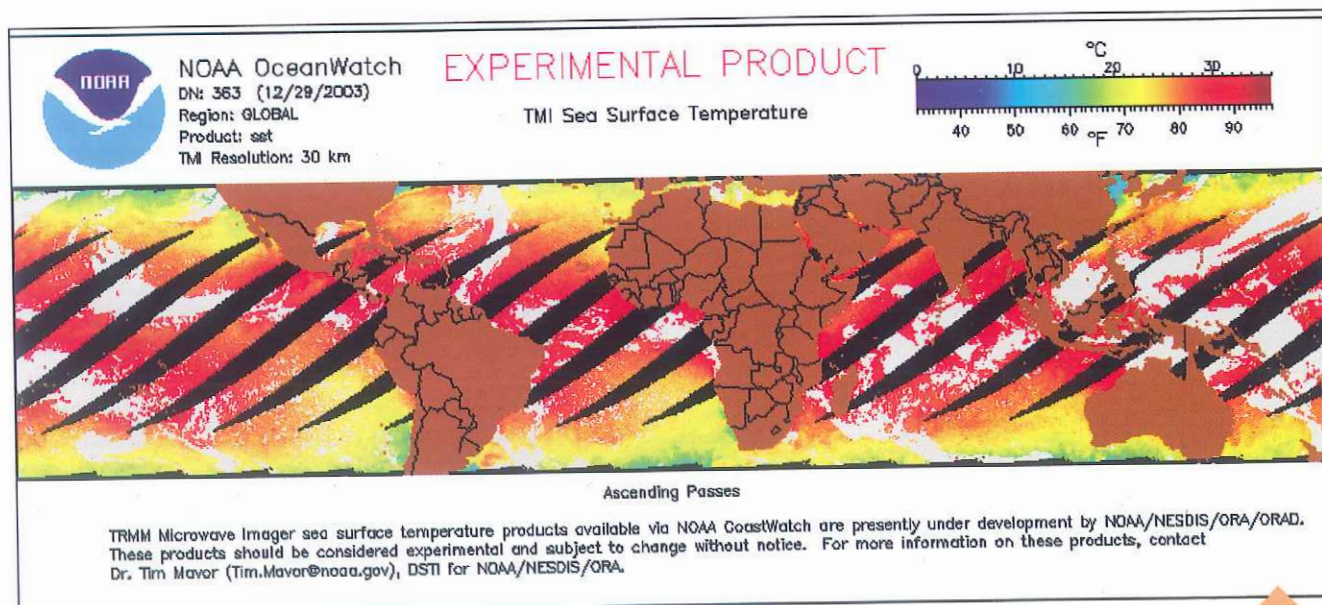 NOAA
NOAA OceanWatch
DN: 363 (12/29/2003)
Region: GLOBAL
Product: sst
TMI Resolution: 30 km
EXPERIMENTAL PRODUCT
TMI Sea Surface Temperature
°C
0 10 20 30
40 50 60 °F 70 80 90
Ascending Passes
TRMM Microwave Imager sea surface temperature products available via NOAA CoastWatch are presently under development by NOAA/NESDIS/ORA/ORAD.
These products should be considered experimental and subject to change without notice. For more information on these products, contact
Dr. Tim Mavor (Tim.Mavor@noaa.gov), DSTI for NOAA/NESDIS/ORA.